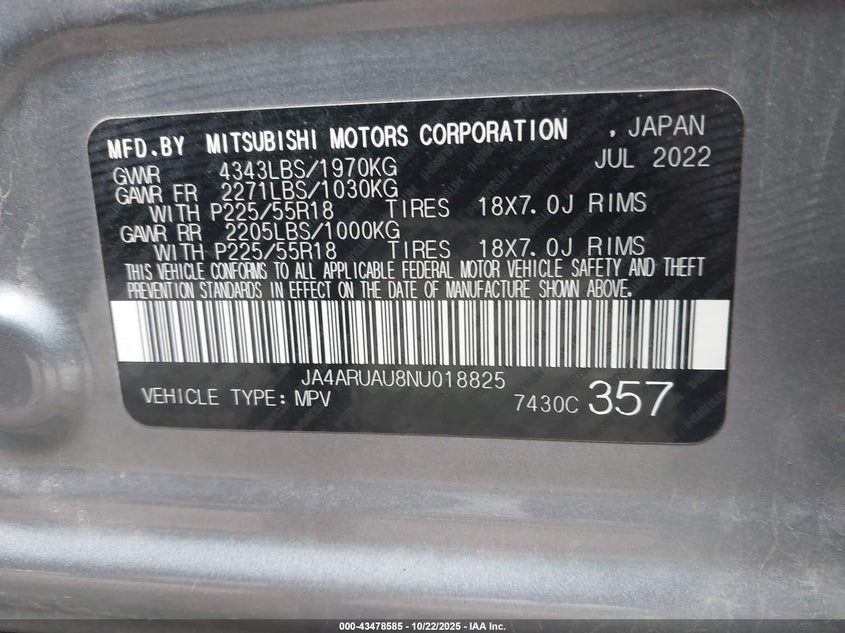 MFD.BY MITSUBISHI MOTORS CORPORATION , JAPAN
GVWR 4343LBS/1970KG JUL 2022
GAWR FR 2271LBS/1030KG
WITH P225/55R18 TIRES 18X7.0J RIMS
GAWR RR 2205LBS/1000KG
WITH P225/55R18 TIRES 18X7.0J RIMS
THIS VEHICLE CONFORMS TO ALL APPLICABLE FEDERAL MOTOR VEHICLE SAFETY AND THEFT
PREVENTION STANDARDS IN EFFECT ON THE DATE OF MANUFACTURE SHOWN ABOVE.
JA4ARUAU8NU018825
VEHICLE TYPE: MPV 7430C 357
000-43478585 - 10/22/2025 - IAA Inc.